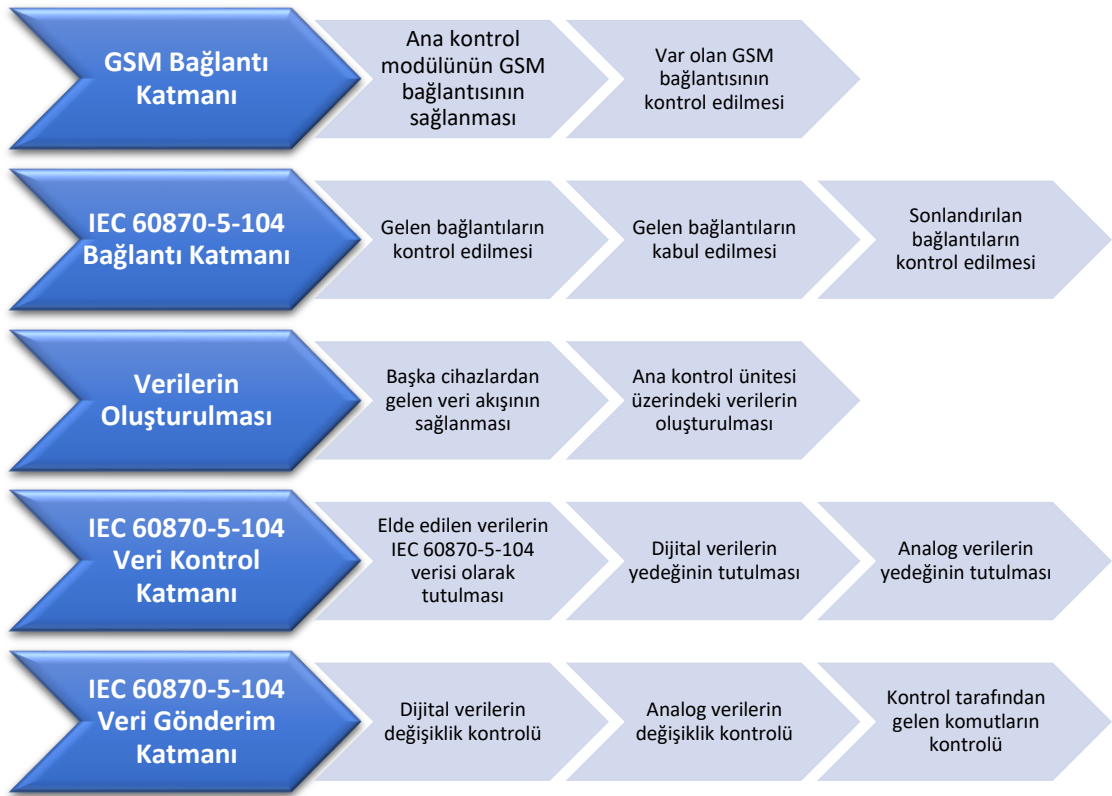 GSM Bağlantı
Katmanı
Ana kontrol
modülünün GSM
bağlantısının
sağlanması
Var olan GSM
bağlantısının
kontrol edilmesi
IEC 60870-5-104
Bağlantı Katmanı
Gelen bağlantıların
kontrol edilmesi
Gelen bağlantıların
kabul edilmesi
Sonlandırılan
bağlantıların
kontrol edilmesi
Verilerin
Oluşturulması
Başka cihazlardan
gelen veri akışının
sağlanması
Ana kontrol ünitesi
üzerindeki verilerin
oluşturulması
IEC 60870-5-104
Veri Kontrol
Katmanı
Elde edilen verilerin
IEC 60870-5-104
verisi olarak
tutulması
Dijital verilerin
yedeğinin tutulması
Analog verilerin
yedeğinin tutulması
IEC 60870-5-104
Veri Gönderim
Katmanı
Dijital verilerin
değişiklik kontrolü
Analog verilerin
değişiklik kontrolü
Kontrol tarafından
gelen komutların
kontrolü